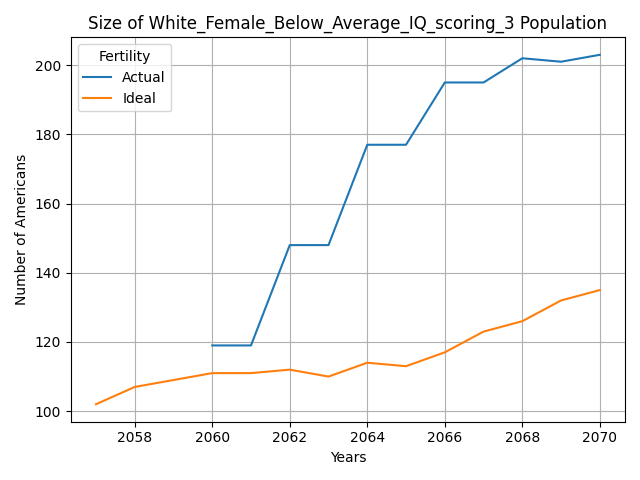 Size of White_Female_Below_Average_IQ_scoring_3 Population
Fertility
Actual
Ideal
Number of Americans
200
180
160
140
120
100
2058 2060 2062 2064 2066 2068 2070
Years